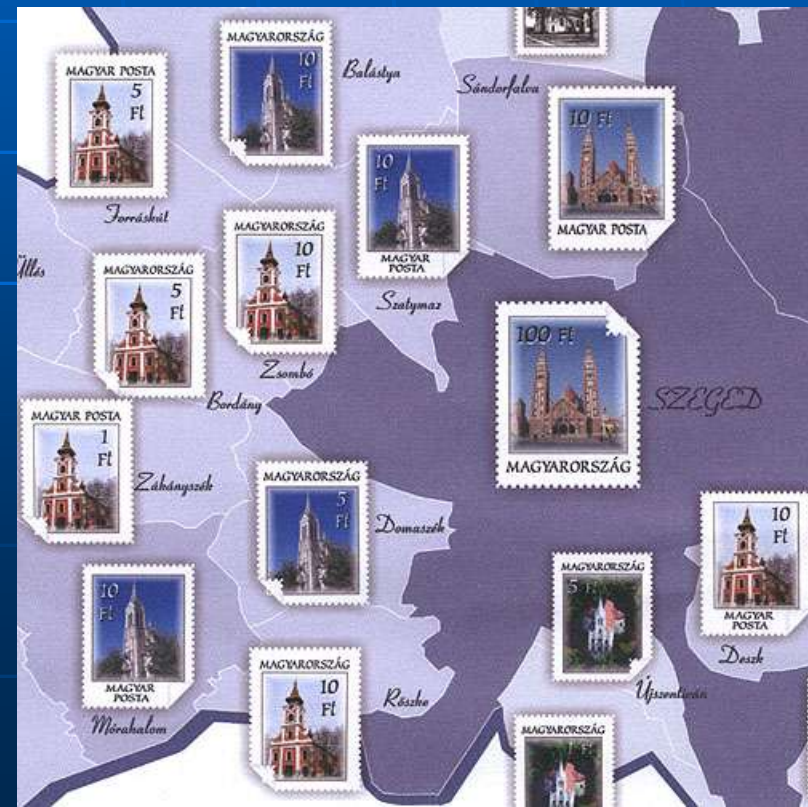 MAGYARORSZÁG
10
Ft
Balástya
MAGYAR POSTA
5
Ft
Forráskút
Sándorfalva
10 Ft
MAGYAR POSTA
10
Ft
MAGYAR
POSTA
Szatymaz
Üllés
MAGYARORSZÁG
10
Ft
Zsombó
MAGYARORSZÁG
5
Ft
Bordány
100 Ft
MAGYARORSZÁG
SZEGED
MAGYAR POSTA
1
Ft
Zákányszék
MAGYARORSZÁG
5
Ft
Domaszék
10
Ft
MAGYAR
POSTA
Deszk
MAGYARORSZÁG
5 Ft
Újszentiván
10
Ft
MAGYAR
POSTA
Mórahalom
MAGYARORSZÁG
10
Ft
Röszke
MAGYARORSZÁG
1 Ft